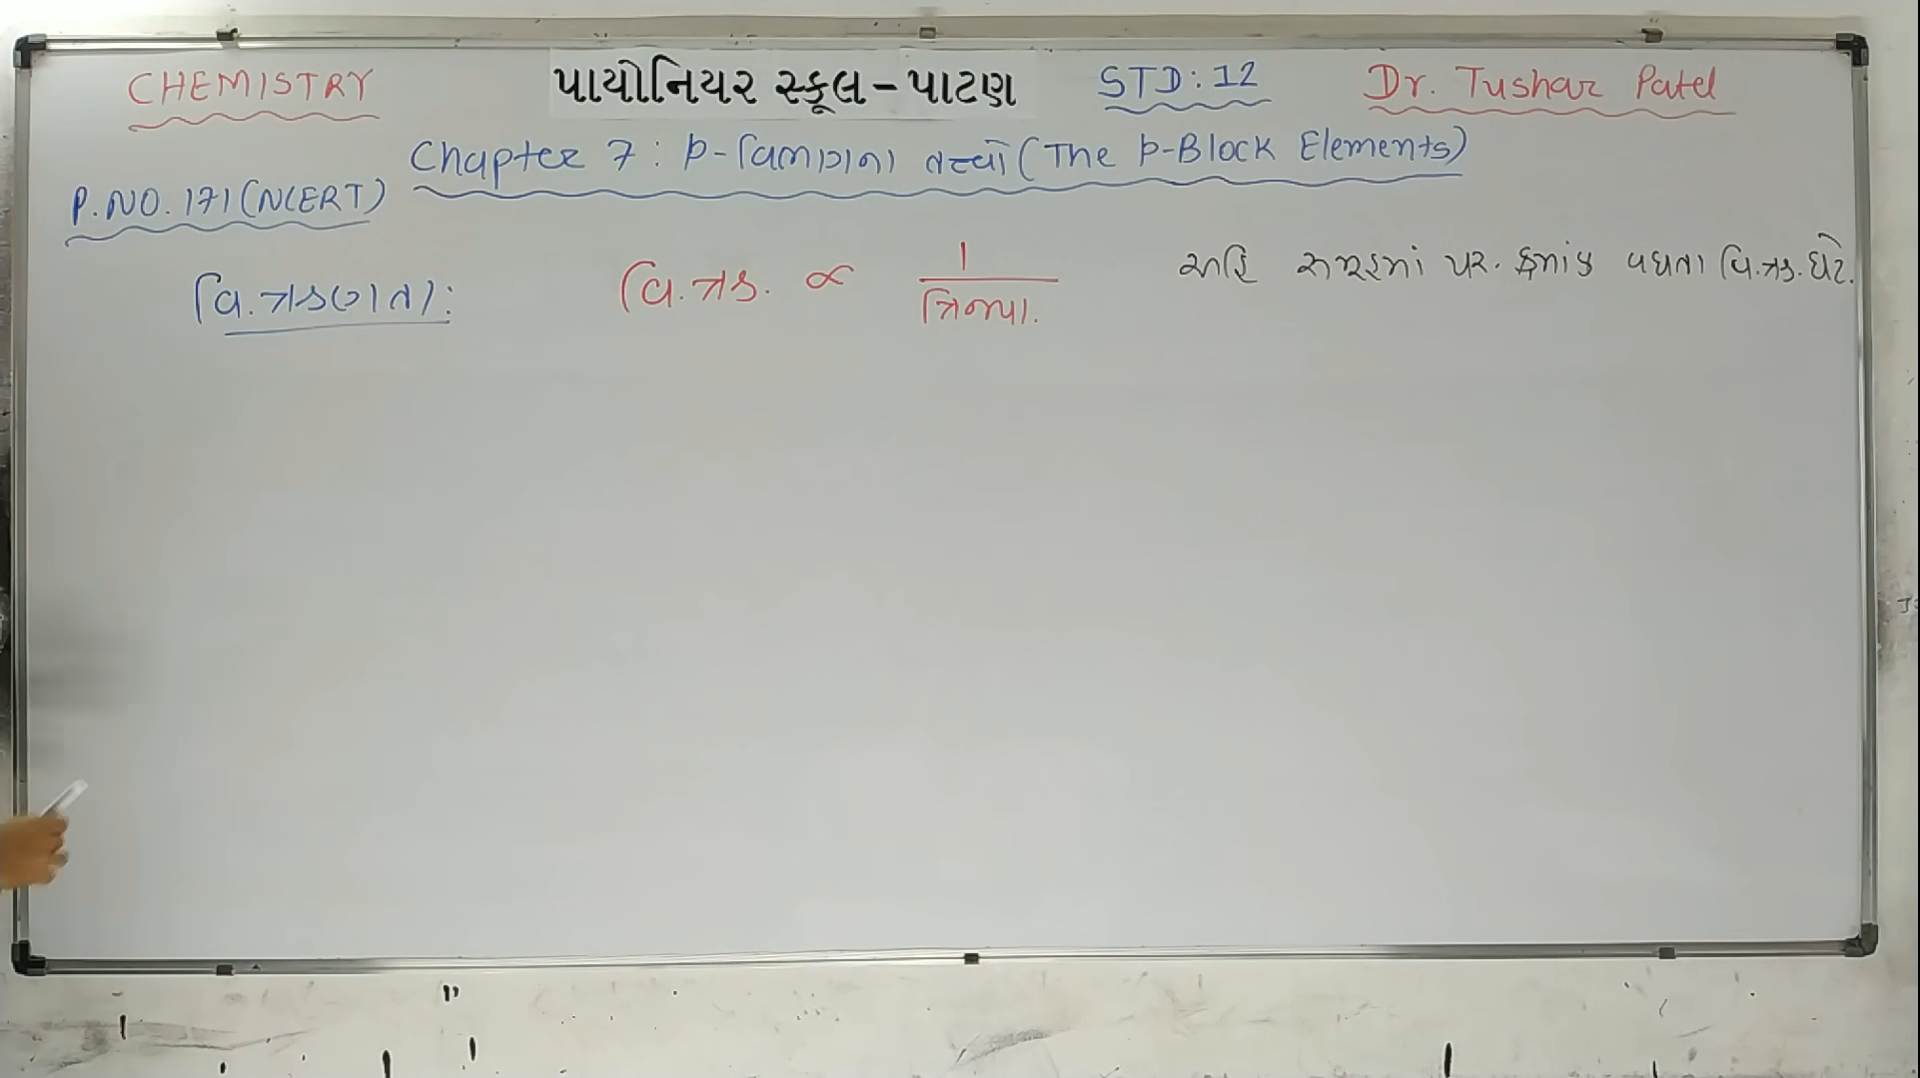 CHEMISTRY પાયોનિયર સ્કૂલ - પાટણ STD: 12 Dr. Tushar Patel
Chapter 7: p-વિભાગના તત્વો (The p-Block Elements)
P.NO. 171 (NCERT)
વિ.ઋણતા: વિ.ઋ. ∝ 1/ત્રિજ્યા. સમૂહમાં પર. ક્રમાંક વધતા વિ.ઋ. ઘટે.